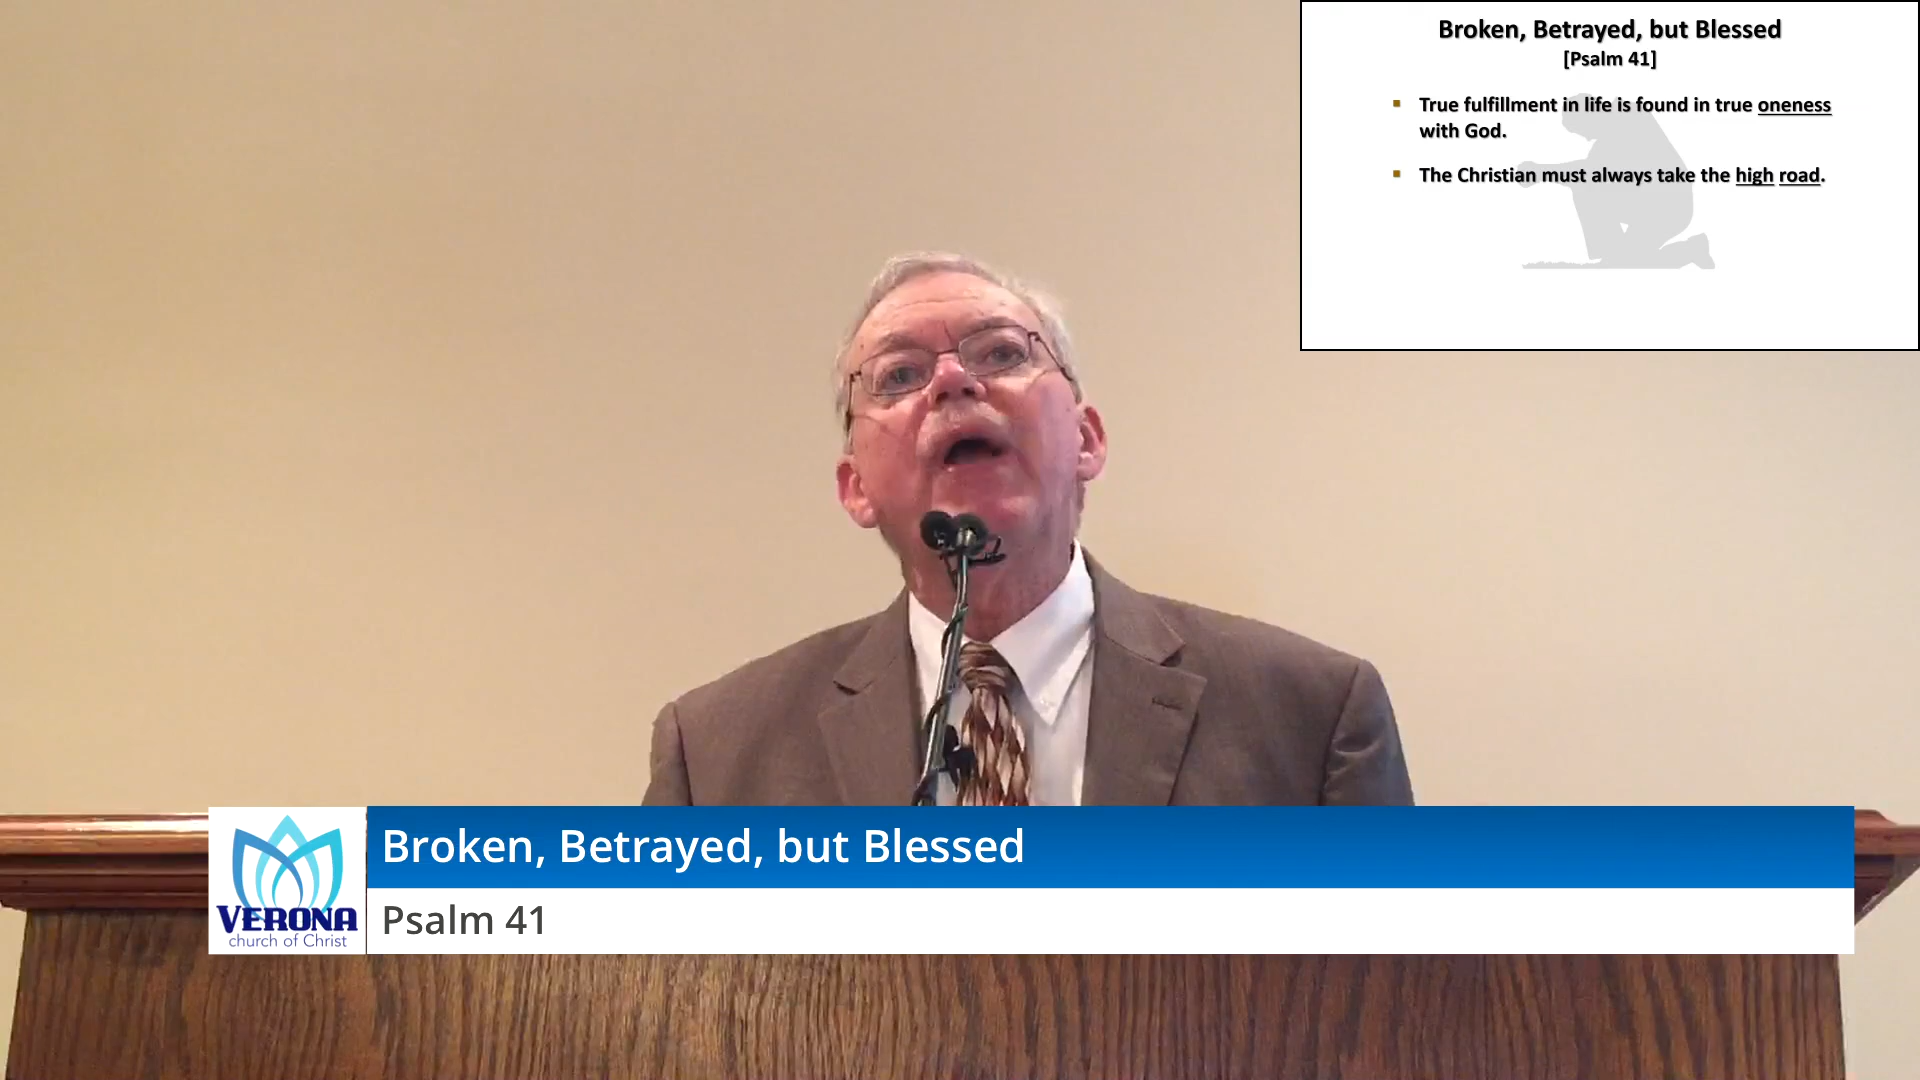 Broken, Betrayed, but Blessed
[Psalm 41]
▪ True fulfillment in life is found in true oneness
with God.
▪ The Christian must always take the high road.
Broken, Betrayed, but Blessed
Psalm 41
VERONA
church of Christ